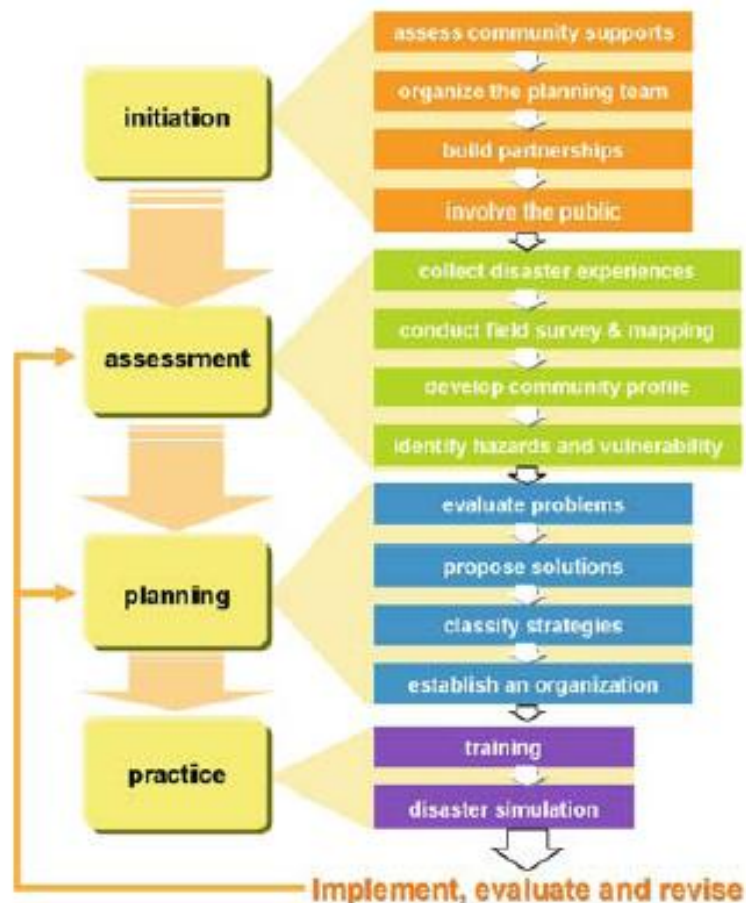 initiation
assess community supports
organize the planning team
build partnerships
involve the public
assessment
collect disaster experiences
conduct field survey & mapping
develop community profile
identify hazards and vulnerability
planning
evaluate problems
propose solutions
classify strategies
establish an organization
practice
training
disaster simulation
Implement, evaluate and revise